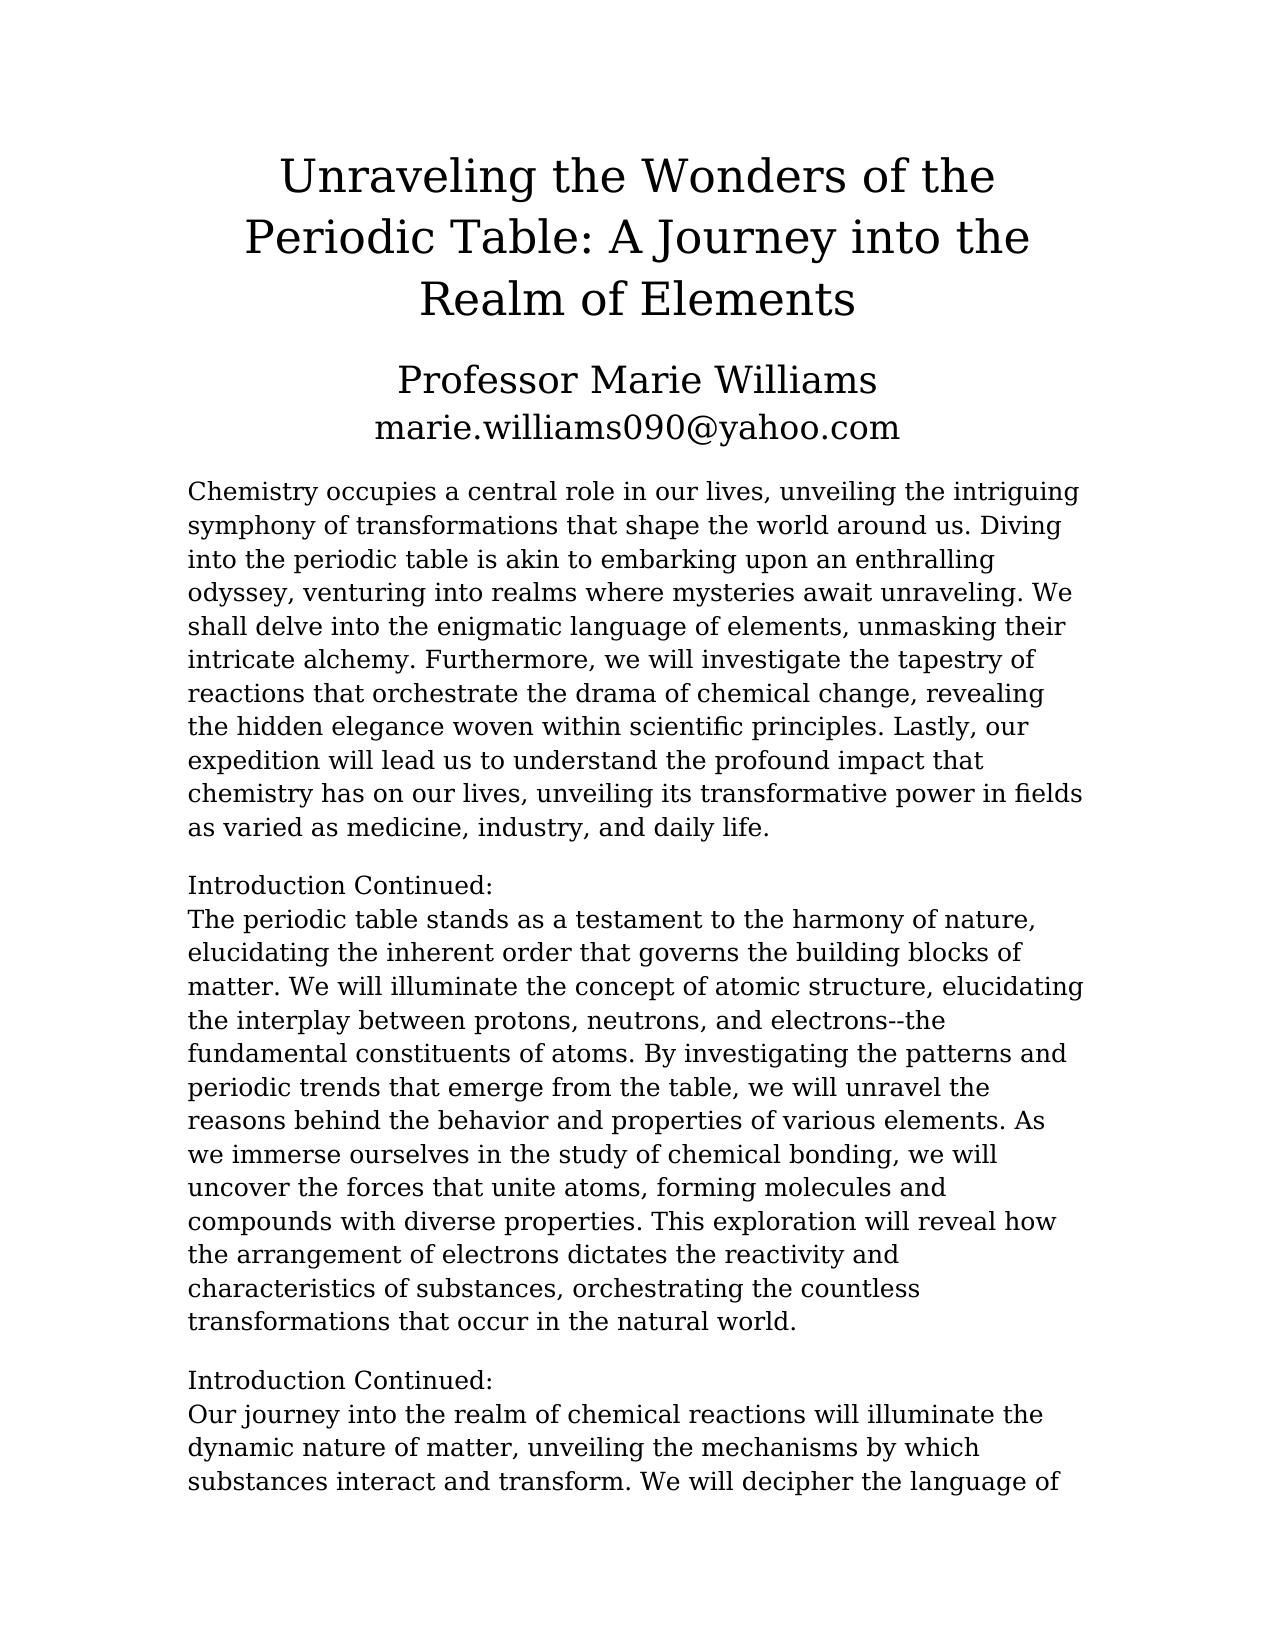 Unraveling the Wonders of the
Periodic Table: A Journey into the
Realm of Elements
Professor Marie Williams
marie.williams090@yahoo.com
Chemistry occupies a central role in our lives, unveiling the intriguing
symphony of transformations that shape the world around us. Diving
into the periodic table is akin to embarking upon an enthralling
odyssey, venturing into realms where mysteries await unraveling. We
shall delve into the enigmatic language of elements, unmasking their
intricate alchemy. Furthermore, we will investigate the tapestry of
reactions that orchestrate the drama of chemical change, revealing
the hidden elegance woven within scientific principles. Lastly, our
expedition will lead us to understand the profound impact that
chemistry has on our lives, unveiling its transformative power in fields
as varied as medicine, industry, and daily life.
Introduction Continued:
The periodic table stands as a testament to the harmony of nature,
elucidating the inherent order that governs the building blocks of
matter. We will illuminate the concept of atomic structure, elucidating
the interplay between protons, neutrons, and electrons--the
fundamental constituents of atoms. By investigating the patterns and
periodic trends that emerge from the table, we will unravel the
reasons behind the behavior and properties of various elements. As
we immerse ourselves in the study of chemical bonding, we will
uncover the forces that unite atoms, forming molecules and
compounds with diverse properties. This exploration will reveal how
the arrangement of electrons dictates the reactivity and
characteristics of substances, orchestrating the countless
transformations that occur in the natural world.
Introduction Continued:
Our journey into the realm of chemical reactions will illuminate the
dynamic nature of matter, unveiling the mechanisms by which
substances interact and transform. We will decipher the language of